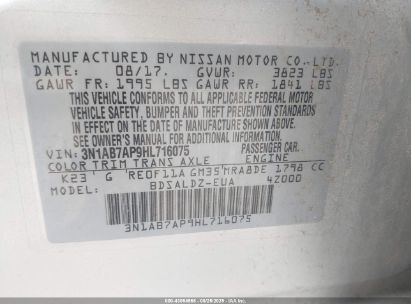 MANUFACTURED BY NISSAN MOTOR CO., LTD.
DATE: 08/17. GVWR: 3823 LBS
GAWR FR: 1995 LBS GAWR RR: 1841 LBS
THIS VEHICLE CONFORMS TO ALL APPLICABLE FEDERAL MOTOR
VEHICLE SAFETY, BUMPER AND THEFT PREVENTION STANDARDS
IN EFFECT ON THE DATE OF MANUFACTURE SHOWN ABOVE.
SEE OWNER'S MANUAL FOR ADDITIONAL INFORMATION
VIN: 3N1AB7AP9HL716075 PASSENGER CAR.
COLOR TRIM TRANS AXLE ENGINE
K23 G RE0F11A GM35 MRA8DE 1798 CC
MODEL: BDSALDZ-EUA 4Z000
3N1AB7AP9HL716075